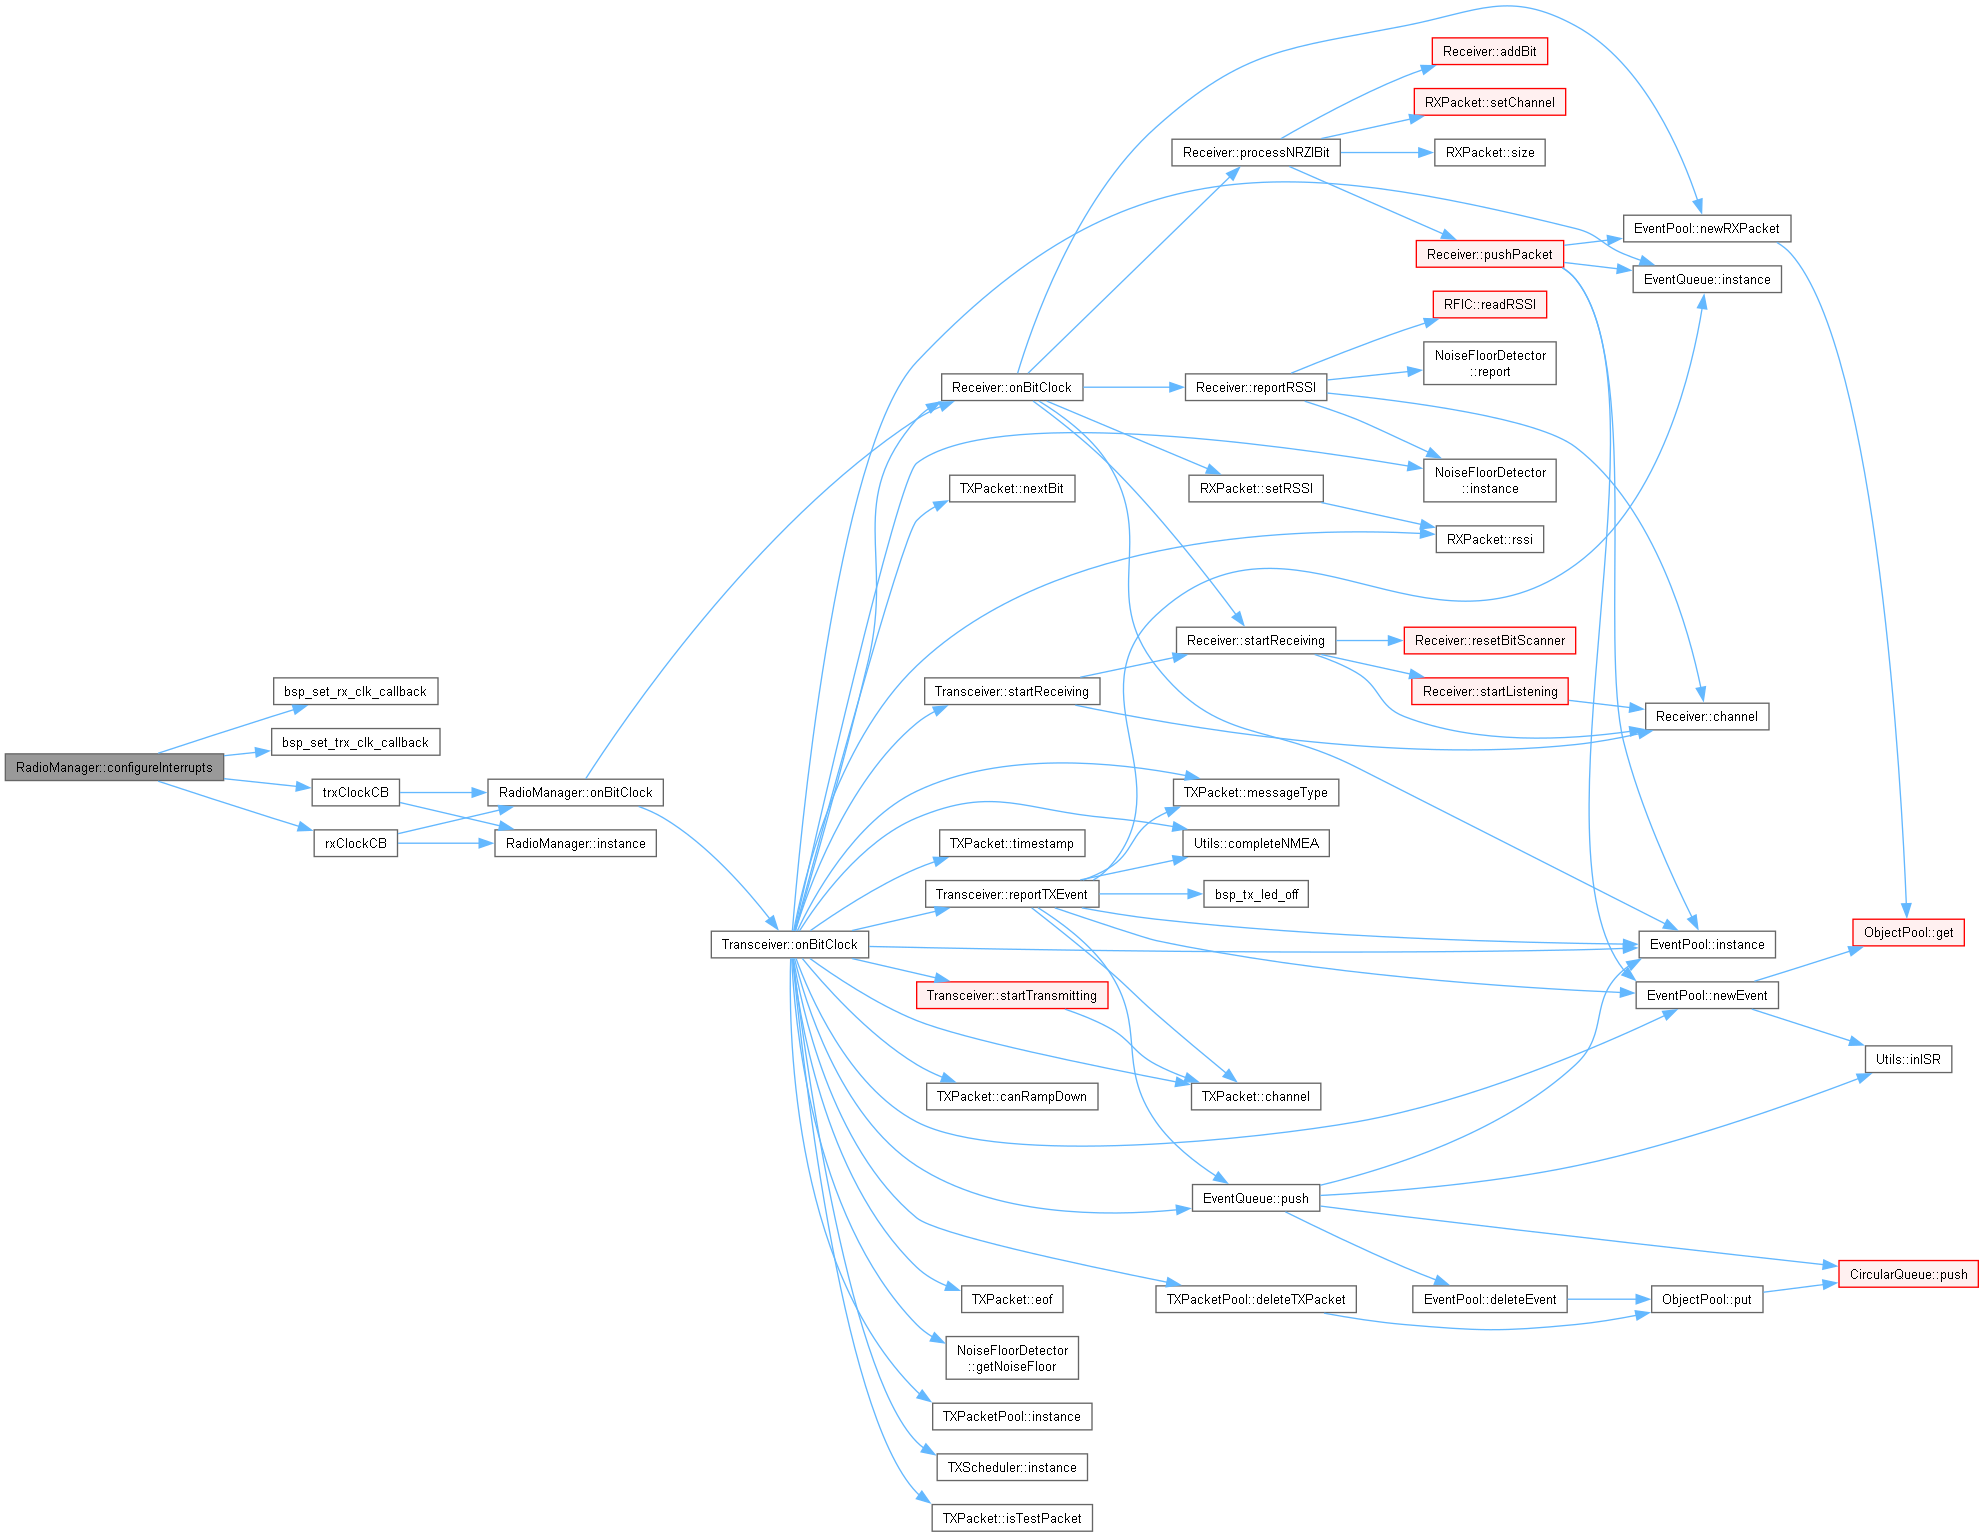 Receiver::addBit
RXPacket::setChannel
Receiver::processNRZIBit
RXPacket::size
EventPool::newRXPacket
Receiver::pushPacket
EventQueue::instance
RFIC::readRSSI
NoiseFloorDetector
::report
Receiver::onBitClock
Receiver::reportRSSI
NoiseFloorDetector
::instance
TXPacket::nextBit
RXPacket::setRSSI
RXPacket::rssi
Receiver::startReceiving
Receiver::resetBitScanner
Transceiver::startReceiving
Receiver::startListening
bsp_set_rx_clk_callback
Receiver::channel
bsp_set_trx_clk_callback
RadioManager::configureInterrupts
trxClockCB
RadioManager::onBitClock
TXPacket::messageType
rxClockCB
RadioManager::instance
TXPacket::timestamp
Utils::completeNMEA
Transceiver::reportTXEvent
bsp_tx_led_off
ObjectPool::get
Transceiver::onBitClock
EventPool::instance
Transceiver::startTransmitting
EventPool::newEvent
Utils::inISR
TXPacket::canRampDown
TXPacket::channel
EventQueue::push
CircularQueue::push
TXPacket::eof
TXPacketPool::deleteTXPacket
EventPool::deleteEvent
ObjectPool::put
NoiseFloorDetector
::getNoiseFloor
TXPacketPool::instance
TXScheduler::instance
TXPacket::isTestPacket